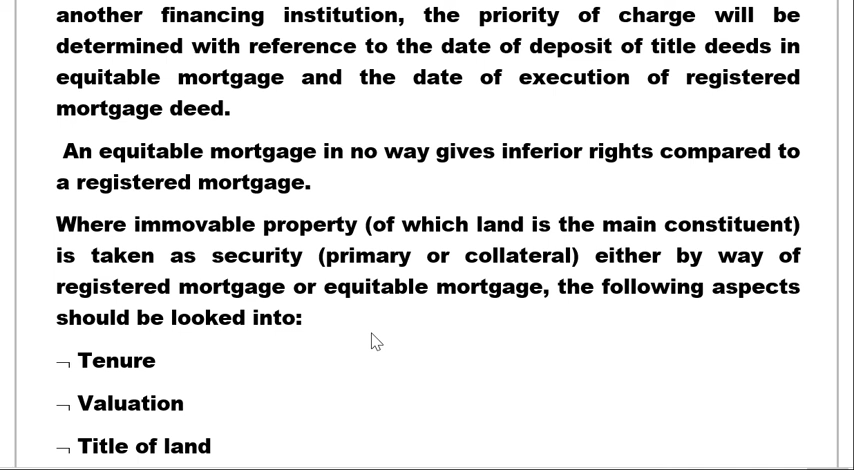 another financing institution, the priority of charge will be
determined with reference to the date of deposit of title deeds in
equitable mortgage and the date of execution of registered
mortgage deed.
An equitable mortgage in no way gives inferior rights compared to
a registered mortgage.
Where immovable property (of which land is the main constituent)
is taken as security (primary or collateral) either by way of
registered mortgage or equitable mortgage, the following aspects
should be looked into:
¬ Tenure
¬ Valuation
¬ Title of land